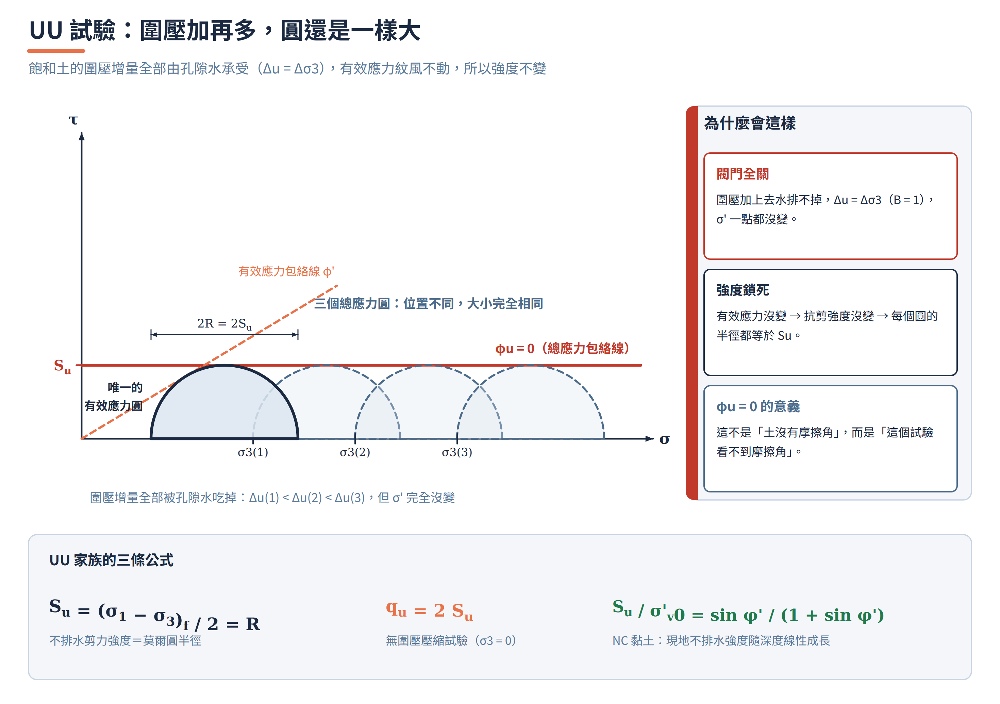 UU 試驗：圍壓加再多，圓還是一樣大
飽和土的圍壓增量全部由孔隙水承受（Δu = Δσ3），有效應力紋風不動，所以強度不變
τ
有效應力包絡線 φ'
三個總應力圓：位置不同，大小完全相同
2R = 2Su
φu = 0（總應力包絡線）
Su
唯一的
有效應力圓
σ
σ3(1)
σ3(2)
σ3(3)
圍壓增量全部被孔隙水吃掉：Δu(1) < Δu(2) < Δu(3)，但 σ' 完全沒變
為什麼會這樣
閥門全關
圍壓加上去水排不掉，Δu = Δσ3（B = 1），
σ' 一點都沒變。
強度鎖死
有效應力沒變 → 抗剪強度沒變 → 每個圓的
半徑都等於 Su。
φu = 0 的意義
這不是「土沒有摩擦角」，而是「這個試驗
看不到摩擦角」。
UU 家族的三條公式
Su = (σ1 − σ3)f / 2 = R
不排水剪力強度＝莫爾圓半徑
qu = 2 Su
無圍壓壓縮試驗（σ3 = 0）
Su / σ'v0 = sin φ' / (1 + sin φ')
NC 黏土：現地不排水強度隨深度線性成長